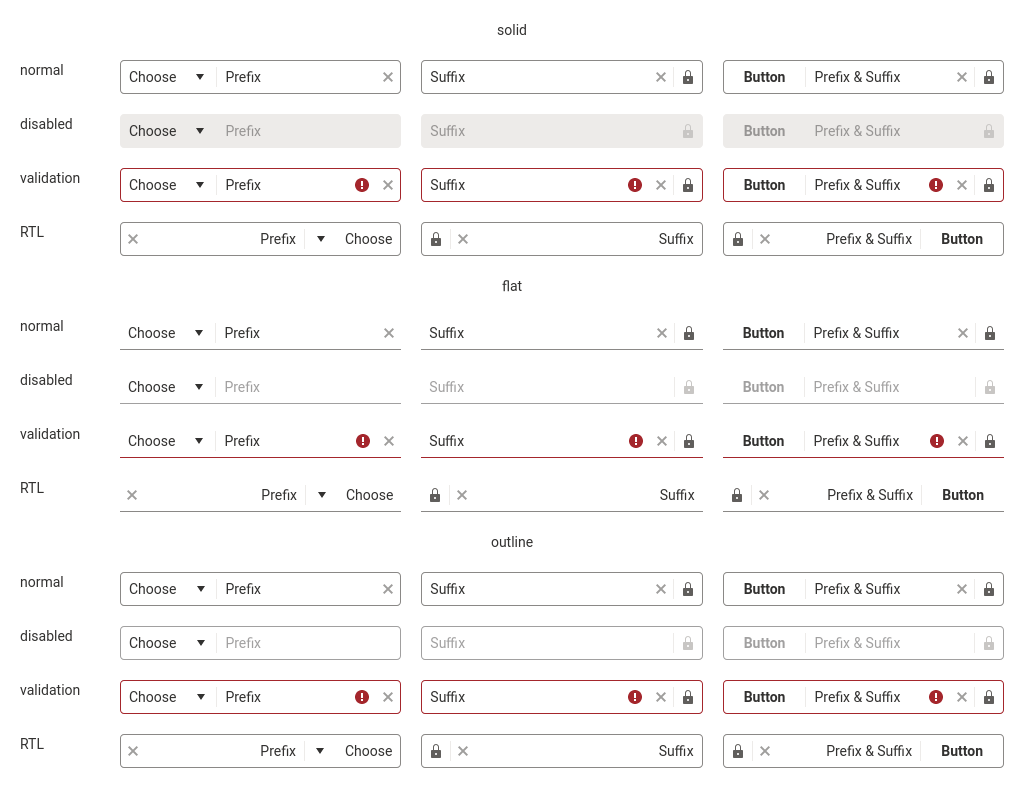 solid
normal Choose Prefix Suffix Button Prefix & Suffix
disabled Choose Prefix Suffix Button Prefix & Suffix
validation Choose Prefix Suffix Button Prefix & Suffix
RTL Prefix Choose Suffix Prefix & Suffix Button
flat
normal Choose Prefix Suffix Button Prefix & Suffix
disabled Choose Prefix Suffix Button Prefix & Suffix
validation Choose Prefix Suffix Button Prefix & Suffix
RTL Prefix Choose Suffix Prefix & Suffix Button
outline
normal Choose Prefix Suffix Button Prefix & Suffix
disabled Choose Prefix Suffix Button Prefix & Suffix
validation Choose Prefix Suffix Button Prefix & Suffix
RTL Prefix Choose Suffix Prefix & Suffix Button